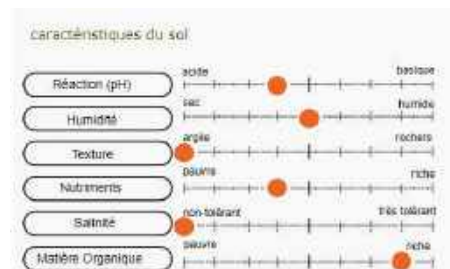 caractéristiques du sol
acide basique
Réaction (pH)
sec humide
Humidité
argile rochers
Texture
pauvre riche
Nutriments
non-tolérant très tolérant
Salinité
pauvre riche
Matière Organique